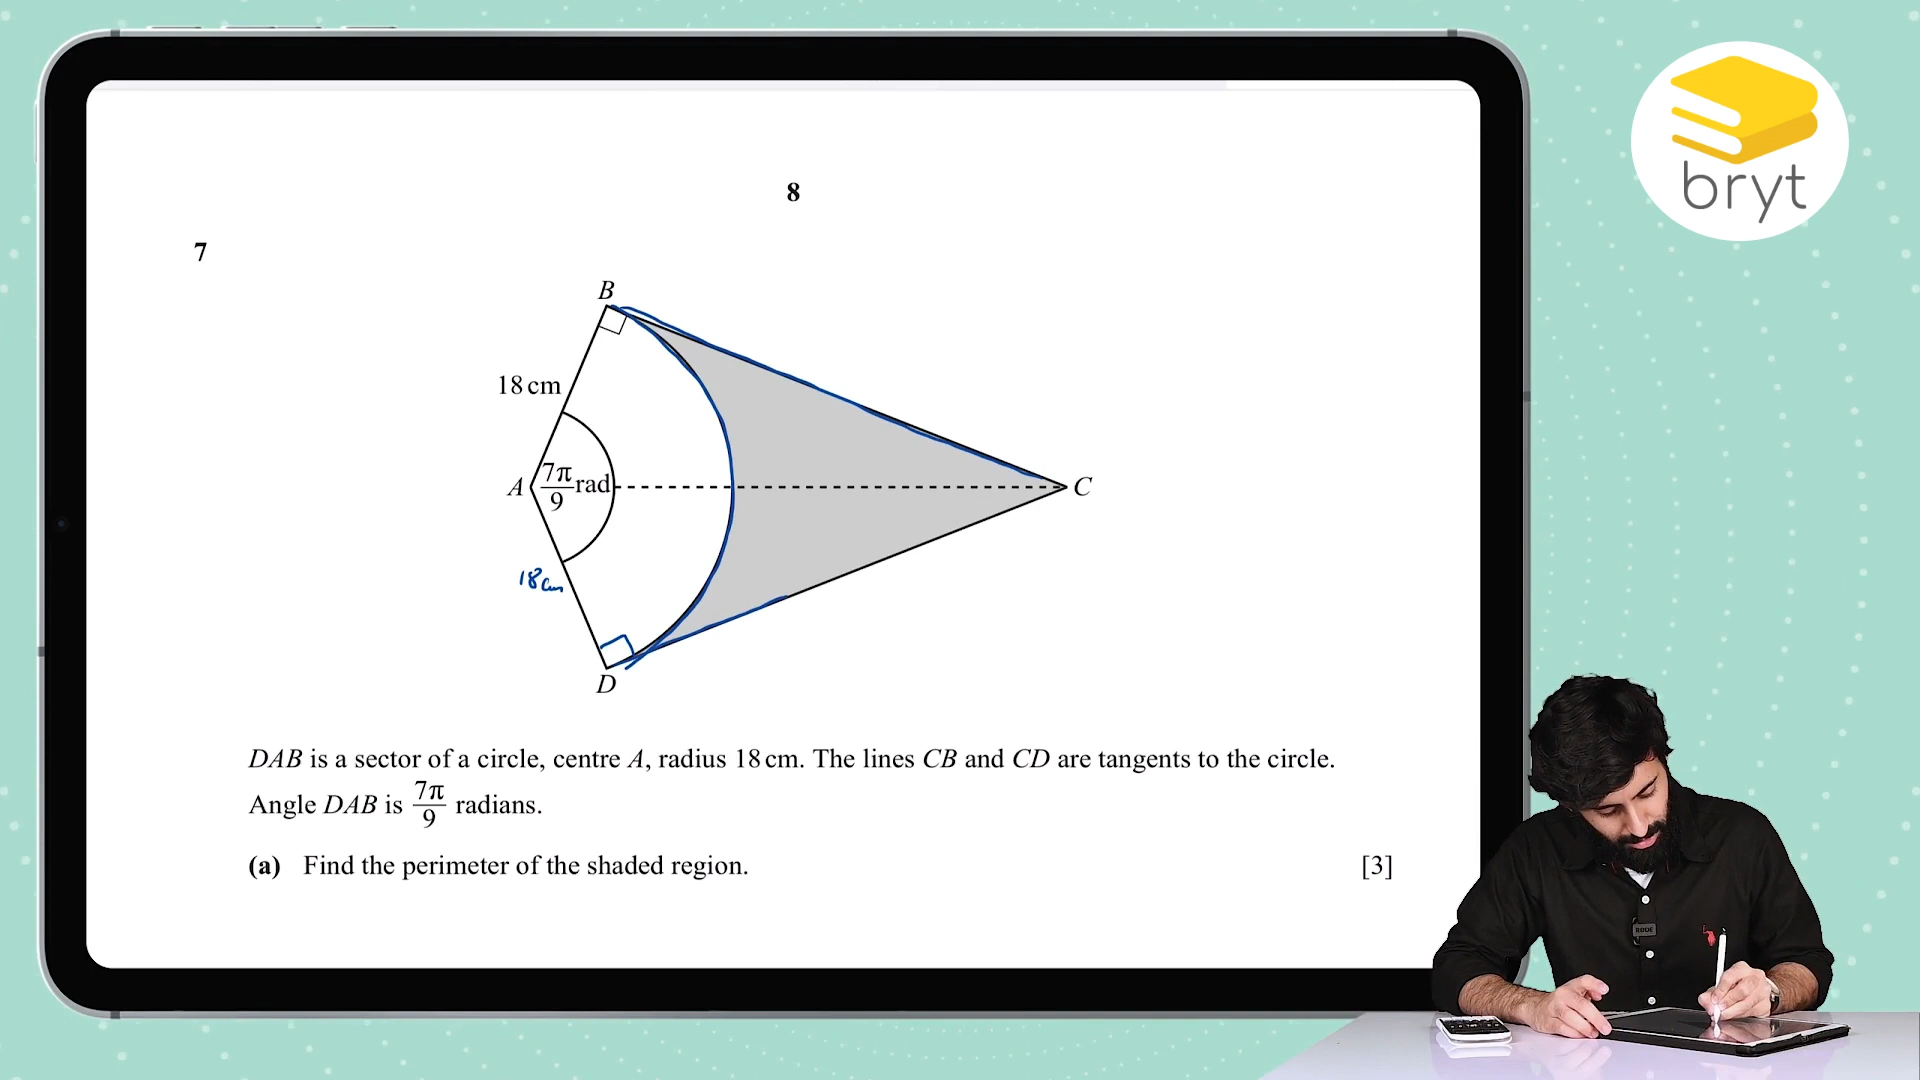 bryt
8
7
B
18 cm
A
7π/9 rad
C
18cm
D
DAB is a sector of a circle, centre A, radius 18 cm. The lines CB and CD are tangents to the circle.
Angle DAB is 7π/9 radians.
(a) Find the perimeter of the shaded region. [3]
RODE